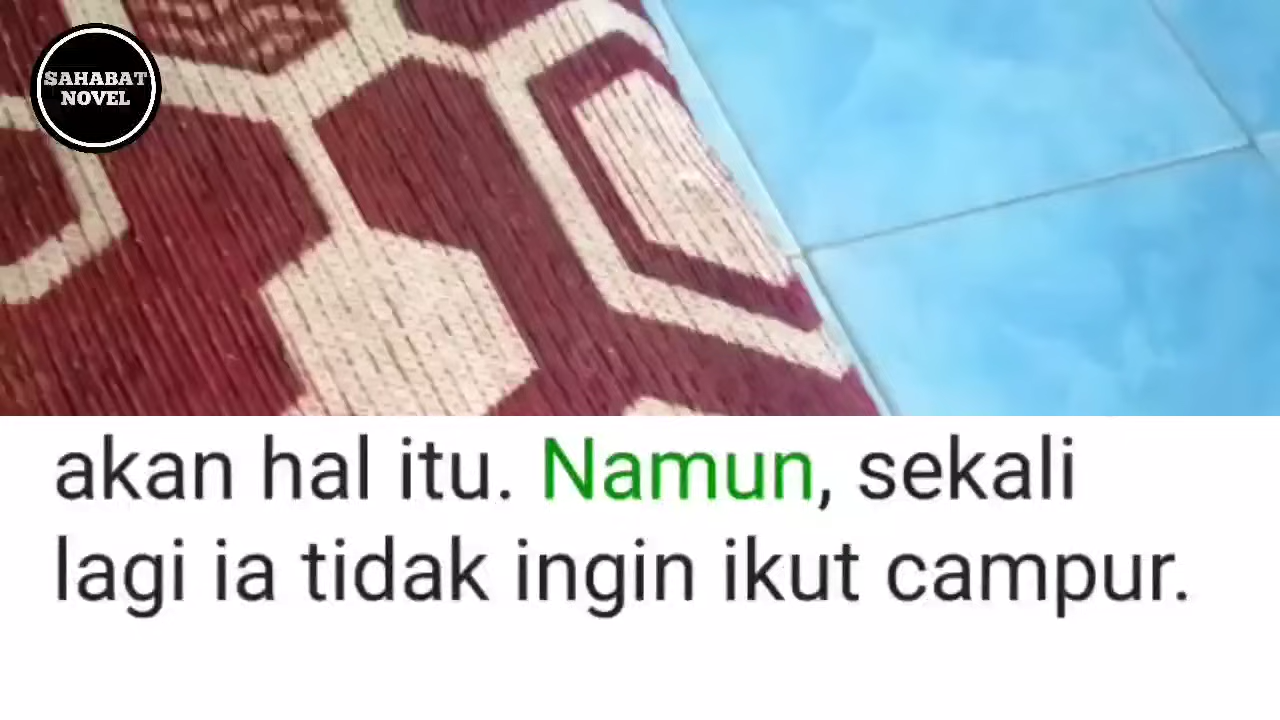 SAHABAT
NOVEL
akan hal itu. Namun, sekali
lagi ia tidak ingin ikut campur.